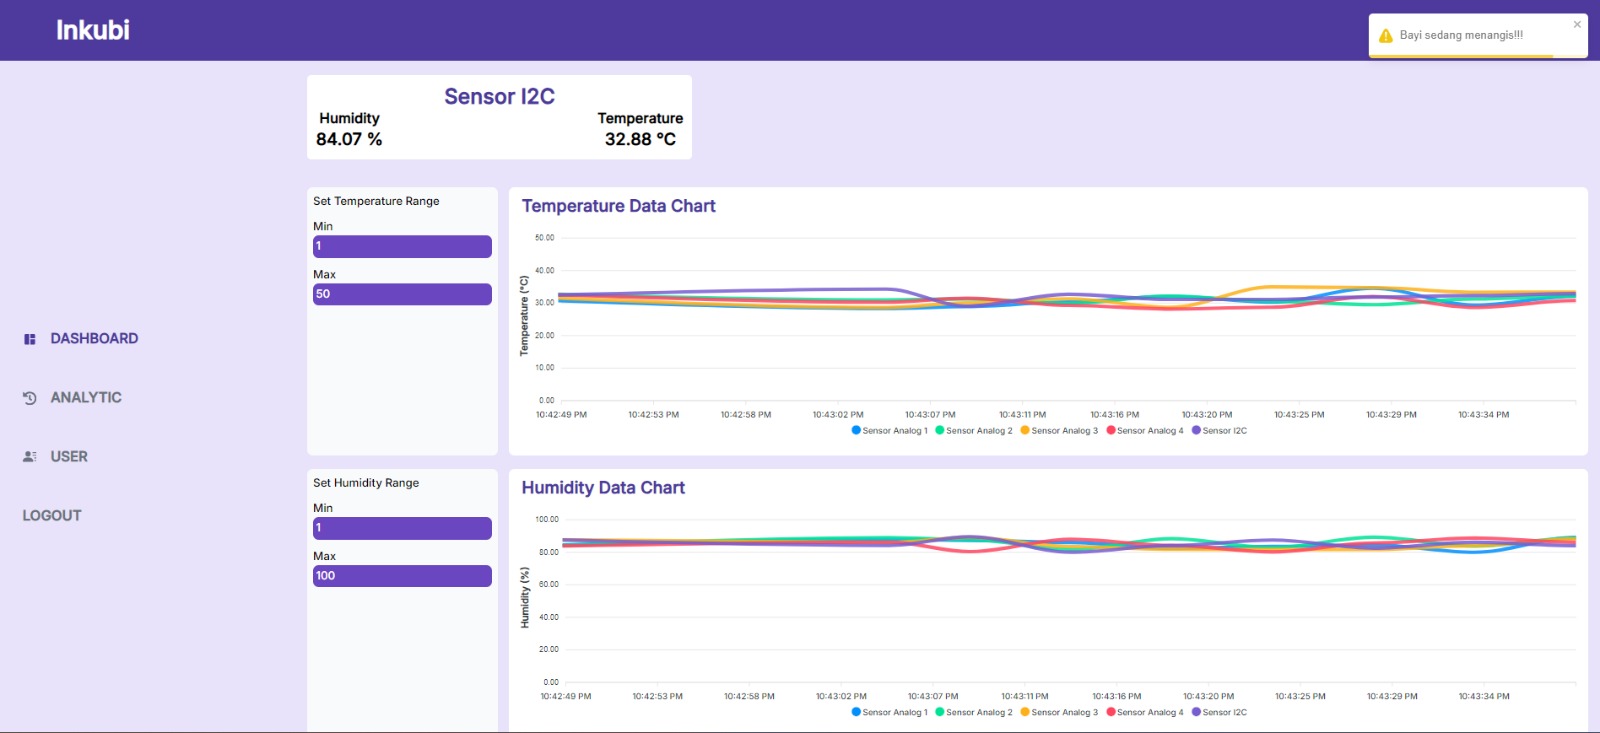 Inkubi
Bayi sedang menangis!!!
Sensor I2C
Humidity Temperature
84.07 % 32.88 °C
DASHBOARD
ANALYTIC
USER
LOGOUT
Set Temperature Range
Min
1
Max
50
Temperature Data Chart
Temperature (°C)
50.00
40.00
30.00
20.00
10.00
0.00
10:42:49 PM 10:42:53 PM 10:42:58 PM 10:43:02 PM 10:43:07 PM 10:43:11 PM 10:43:16 PM 10:43:20 PM 10:43:25 PM 10:43:29 PM 10:43:34 PM
Sensor Analog 1 Sensor Analog 2 Sensor Analog 3 Sensor Analog 4 Sensor I2C
Set Humidity Range
Min
1
Max
100
Humidity Data Chart
Humidity (%)
100.00
80.00
60.00
40.00
20.00
0.00
10:42:49 PM 10:42:53 PM 10:42:58 PM 10:43:02 PM 10:43:07 PM 10:43:11 PM 10:43:16 PM 10:43:20 PM 10:43:25 PM 10:43:29 PM 10:43:34 PM
Sensor Analog 1 Sensor Analog 2 Sensor Analog 3 Sensor Analog 4 Sensor I2C